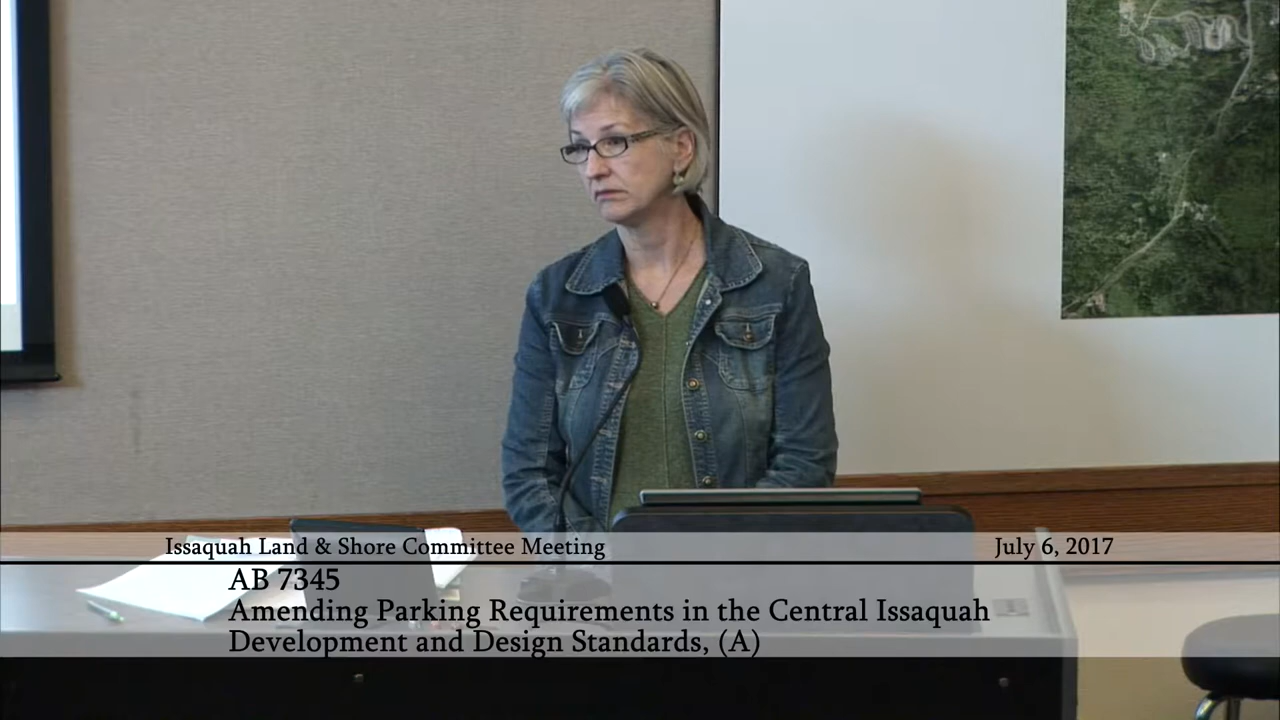 Issaquah Land & Shore Committee Meeting July 6, 2017
AB 7345
Amending Parking Requirements in the Central Issaquah
Development and Design Standards, (A)